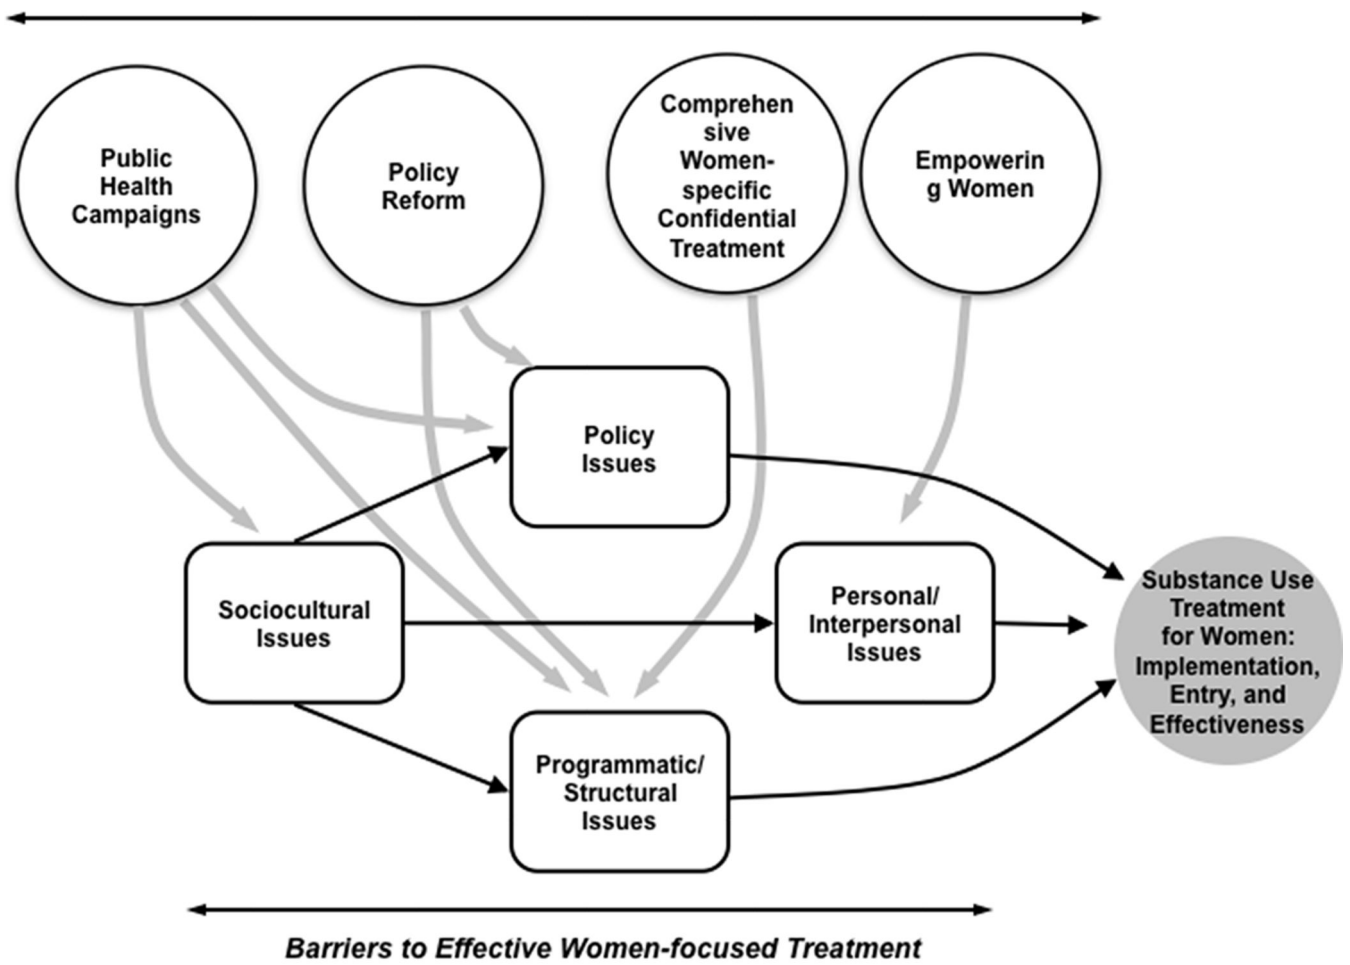 Public
Health
Campaigns
Policy
Reform
Comprehen
sive
Women-
specific
Confidential
Treatment
Empowerin
g Women
Policy
Issues
Sociocultural
Issues
Personal/
Interpersonal
Issues
Programmatic/
Structural
Issues
Substance Use
Treatment
for Women:
Implementation,
Entry, and
Effectiveness
Barriers to Effective Women-focused Treatment